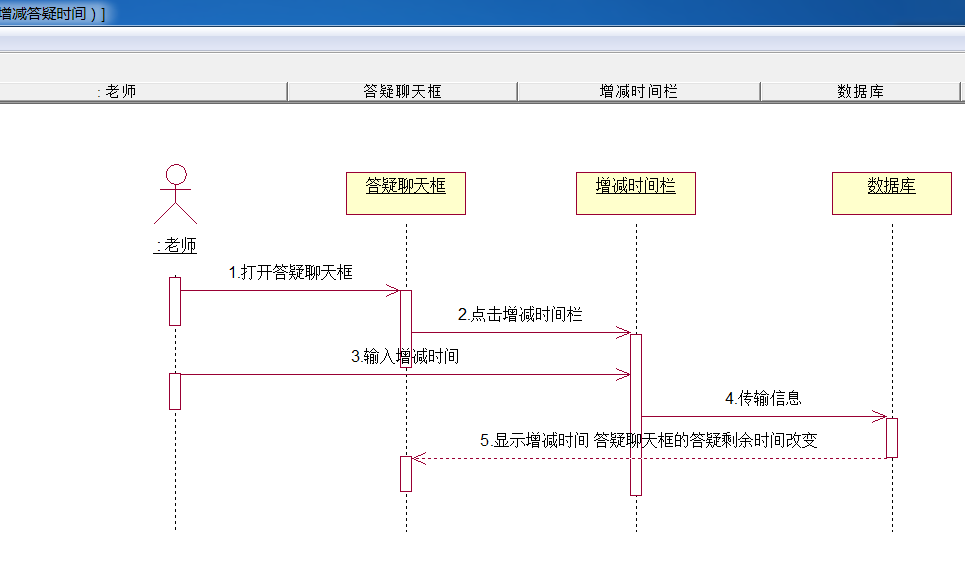 增减答疑时间）]
: 老师 答疑聊天框 增减时间栏 数据库
答疑聊天框 增减时间栏 数据库
: 老师
1.打开答疑聊天框
2.点击增减时间栏
3.输入增减时间
4.传输信息
5.显示增减时间 答疑聊天框的答疑剩余时间改变